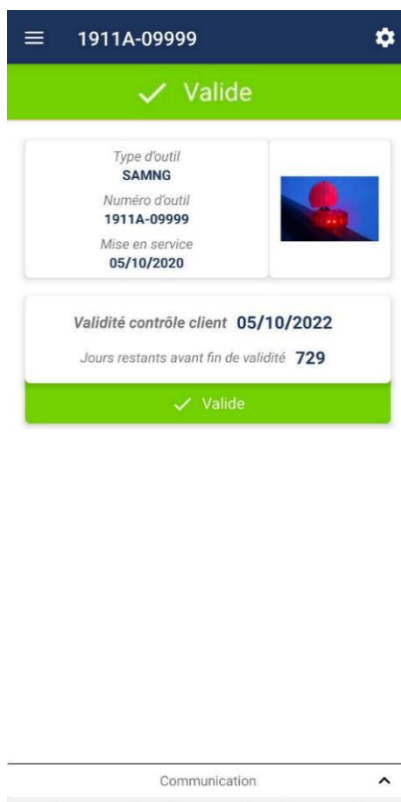 1911A-09999
Valide
Type d'outil
SAMNG
Numéro d'outil
1911A-09999
Mise en service
05/10/2020
Validité contrôle client 05/10/2022
Jours restants avant fin de validité 729
Valide
Communication